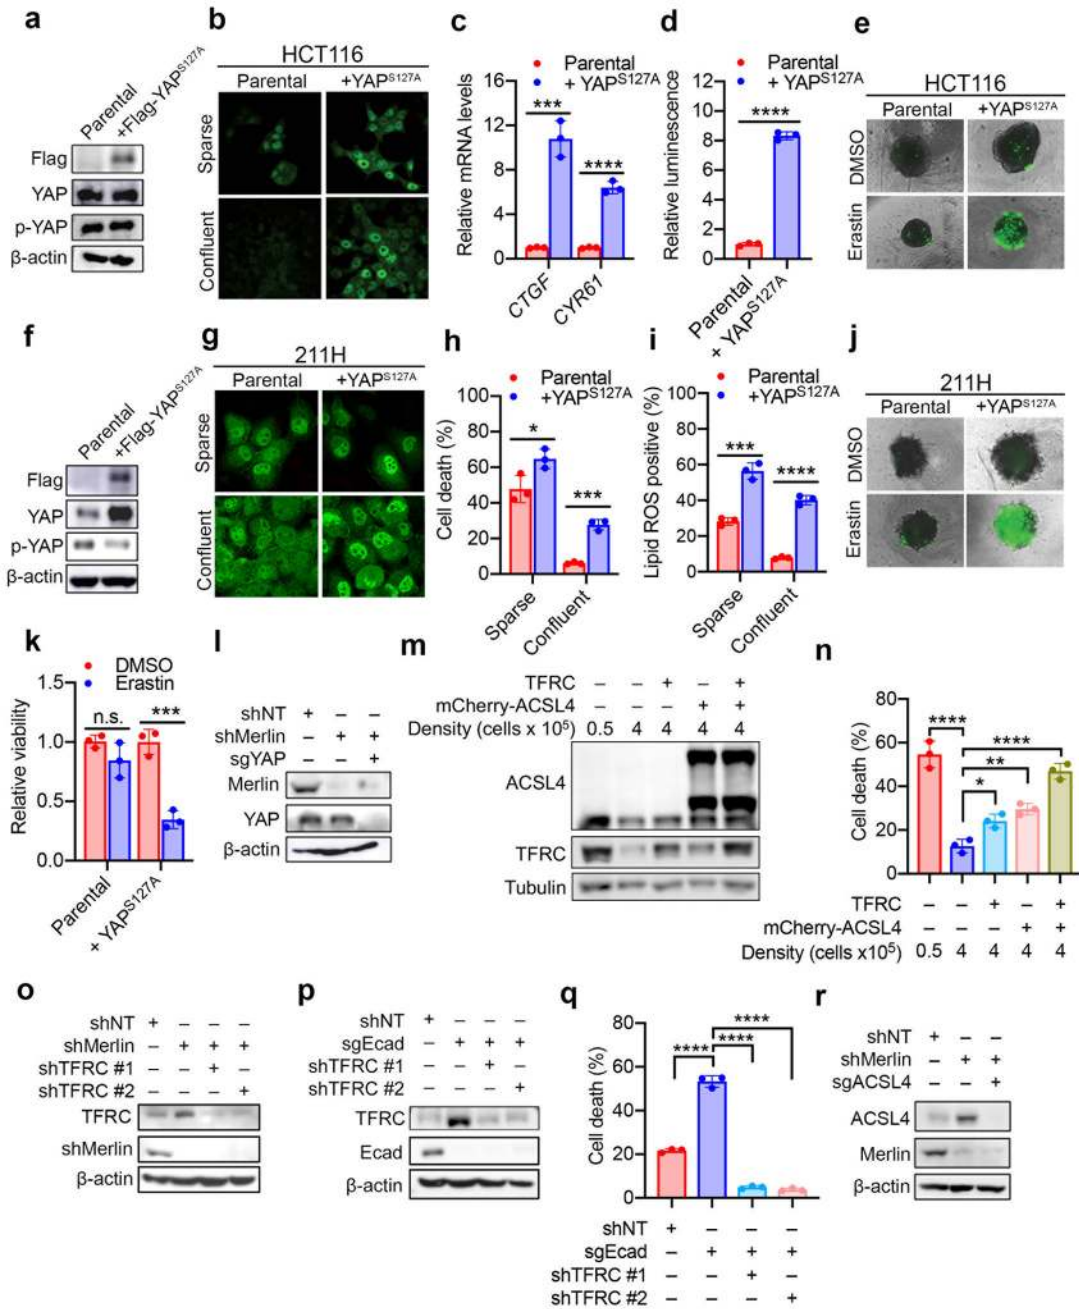 a
Parental
+Flag-YAPS127A
Flag
YAP
p-YAP
β-actin
b
HCT116
Parental +YAPS127A
Sparse
Confluent
c
Parental
+ YAPS127A
Relative mRNA levels
16
12
8
4
0
***
****
CTGF
CYR61
d
Parental
+ YAPS127A
Relative luminescence
12
10
8
6
4
2
0
****
Parental
+ YAPS127A
e
HCT116
Parental +YAPS127A
DMSO
Erastin
f
Parental
+Flag-YAPS127A
Flag
YAP
p-YAP
β-actin
g
211H
Parental +YAPS127A
Sparse
Confluent
h
Parental
+YAPS127A
Cell death (%)
100
80
60
40
20
0
*
***
Sparse
Confluent
i
Parental
+YAPS127A
Lipid ROS positive (%)
100
80
60
40
20
0
***
****
Sparse
Confluent
j
211H
Parental +YAPS127A
DMSO
Erastin
k
DMSO
Erastin
Relative viability
1.5
1.0
0.5
0.0
n.s.
***
Parental
+ YAPS127A
l
shNT + – –
shMerlin – + +
sgYAP – – +
Merlin
YAP
β-actin
m
TFRC – – + – +
mCherry-ACSL4 – – – + +
Density (cells x 10⁵) 0.5 4 4 4 4
ACSL4
TFRC
Tubulin
n
Cell death (%)
80
60
40
20
0
****
****
**
*
TFRC – – + – +
mCherry-ACSL4 – – – + +
Density (cells x10⁵) 0.5 4 4 4 4
o
shNT + – – –
shMerlin – + + +
shTFRC #1 – – + –
shTFRC #2 – – – +
TFRC
shMerlin
β-actin
p
shNT + – – –
sgEcad – + + +
shTFRC #1 – – + –
shTFRC #2 – – – +
TFRC
Ecad
β-actin
q
Cell death (%)
80
60
40
20
0
****
****
****
shNT + – – –
sgEcad – + + +
shTFRC #1 – – + –
shTFRC #2 – – – +
r
shNT + – –
shMerlin – + +
sgACSL4 – – +
ACSL4
Merlin
β-actin